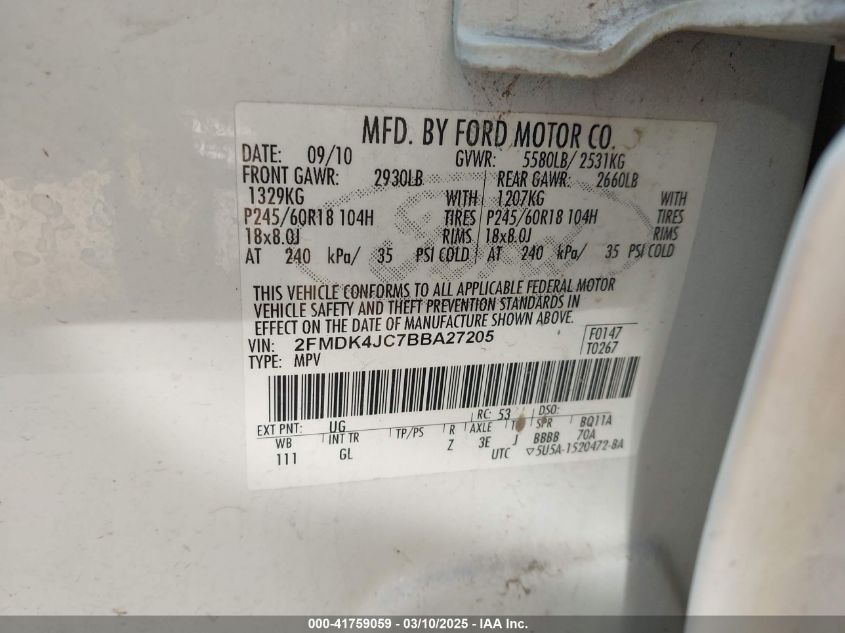 MFD. BY FORD MOTOR CO.
DATE: 09/10 GVWR: 5580LB/ 2531KG
FRONT GAWR: 2930LB REAR GAWR: 2660LB
1329KG WITH 1207KG WITH
P245/60R18 104H TIRES P245/60R18 104H TIRES
18x8.0J RIMS 18x8.0J RIMS
AT 240 kPa/ 35 PSI COLD AT 240 kPa/ 35 PSI COLD
THIS VEHICLE CONFORMS TO ALL APPLICABLE FEDERAL MOTOR
VEHICLE SAFETY AND THEFT PREVENTION STANDARDS IN
EFFECT ON THE DATE OF MANUFACTURE SHOWN ABOVE.
VIN: 2FMDK4JC7BBA27205 F0147
TYPE: MPV T0267
EXT PNT: UG RC: 53 DSO:
WB INT TR TP/PS R AXLE SPR BQ11A
111 GL Z 3E J BBBB 70A
UTC ▽5U5A-1520472-BA
000-41759059 — 03/10/2025 — IAA Inc.